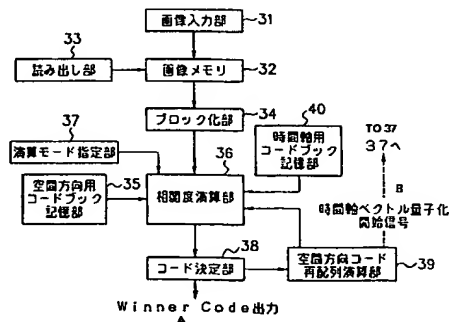 画像入力部
31
33
読み出し部
画像メモリ
32
ブロック化部
34
40
TO 37
37へ
37
演算モード指定部
時間軸用
コードブック
記憶部
36
空間方向用
コードブック
記憶部
35
相関度演算部
B
時間軸ベクトル量子化
開始信号
38
コード決定部
空間方向コード
再配列演算部
39
Winner Code出力